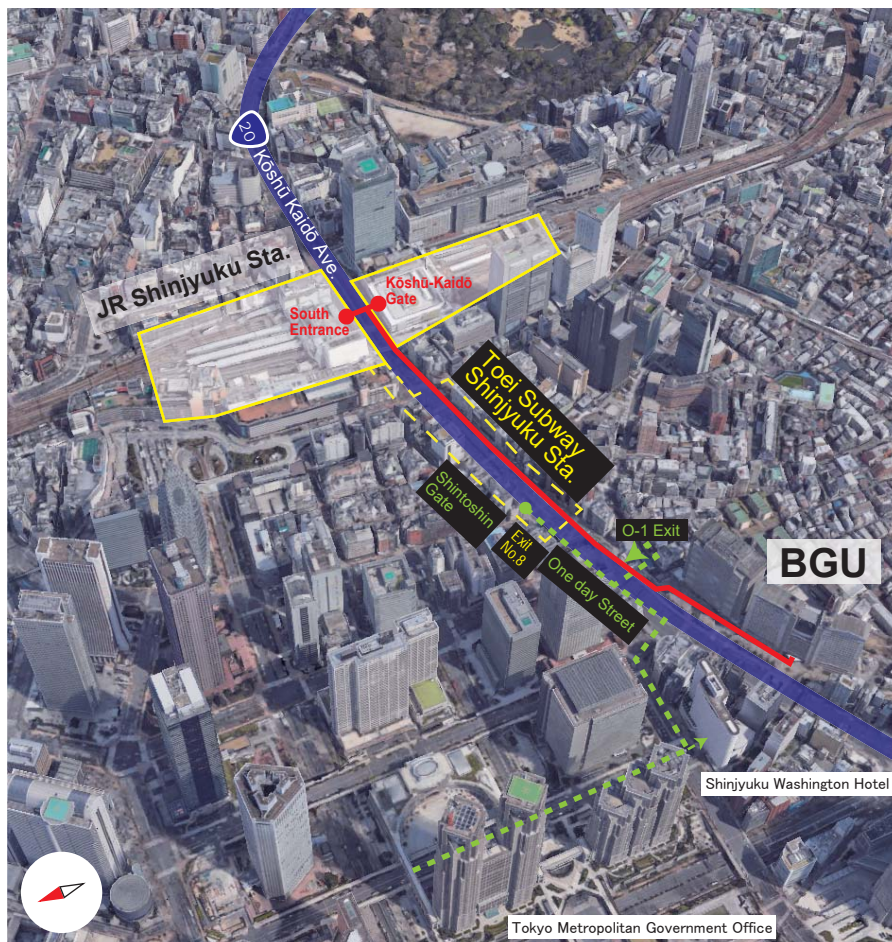 20
Kōshū Kaidō Ave.
JR Shinjyuku Sta.
Kōshū-Kaidō
Gate
South
Entrance
Toei Subway
Shinjyuku Sta.
Shintoshin
Gate
Exit
No.8
O-1 Exit
One day Street
BGU
Shinjyuku Washington Hotel
Tokyo Metropolitan Government Office